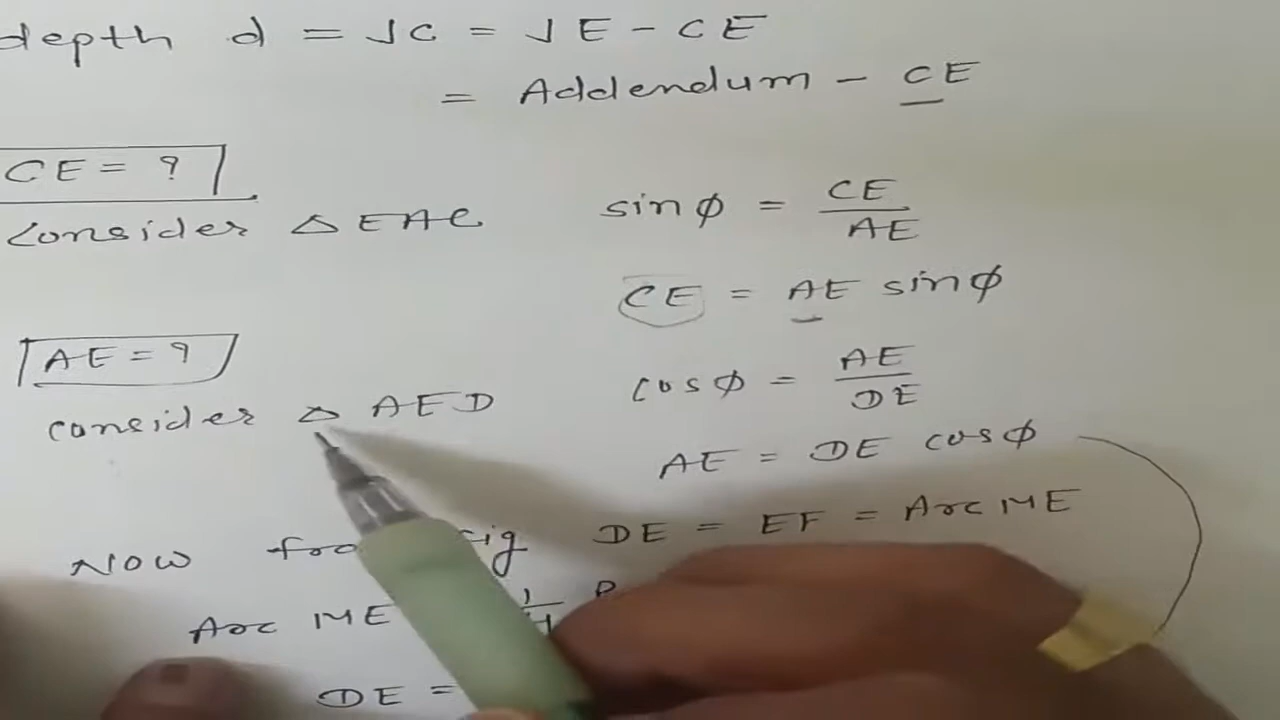 depth d = JC = JE - CE
= Addendum - CE
CE = ?
Consider △ EAC
sin φ = CE / AE
CE = AE sin φ
AE = ?
consider △ AED
cos φ = AE / DE
AE = DE cos φ
Now fig DE = EF = Arc ME
Arc ME
DE =